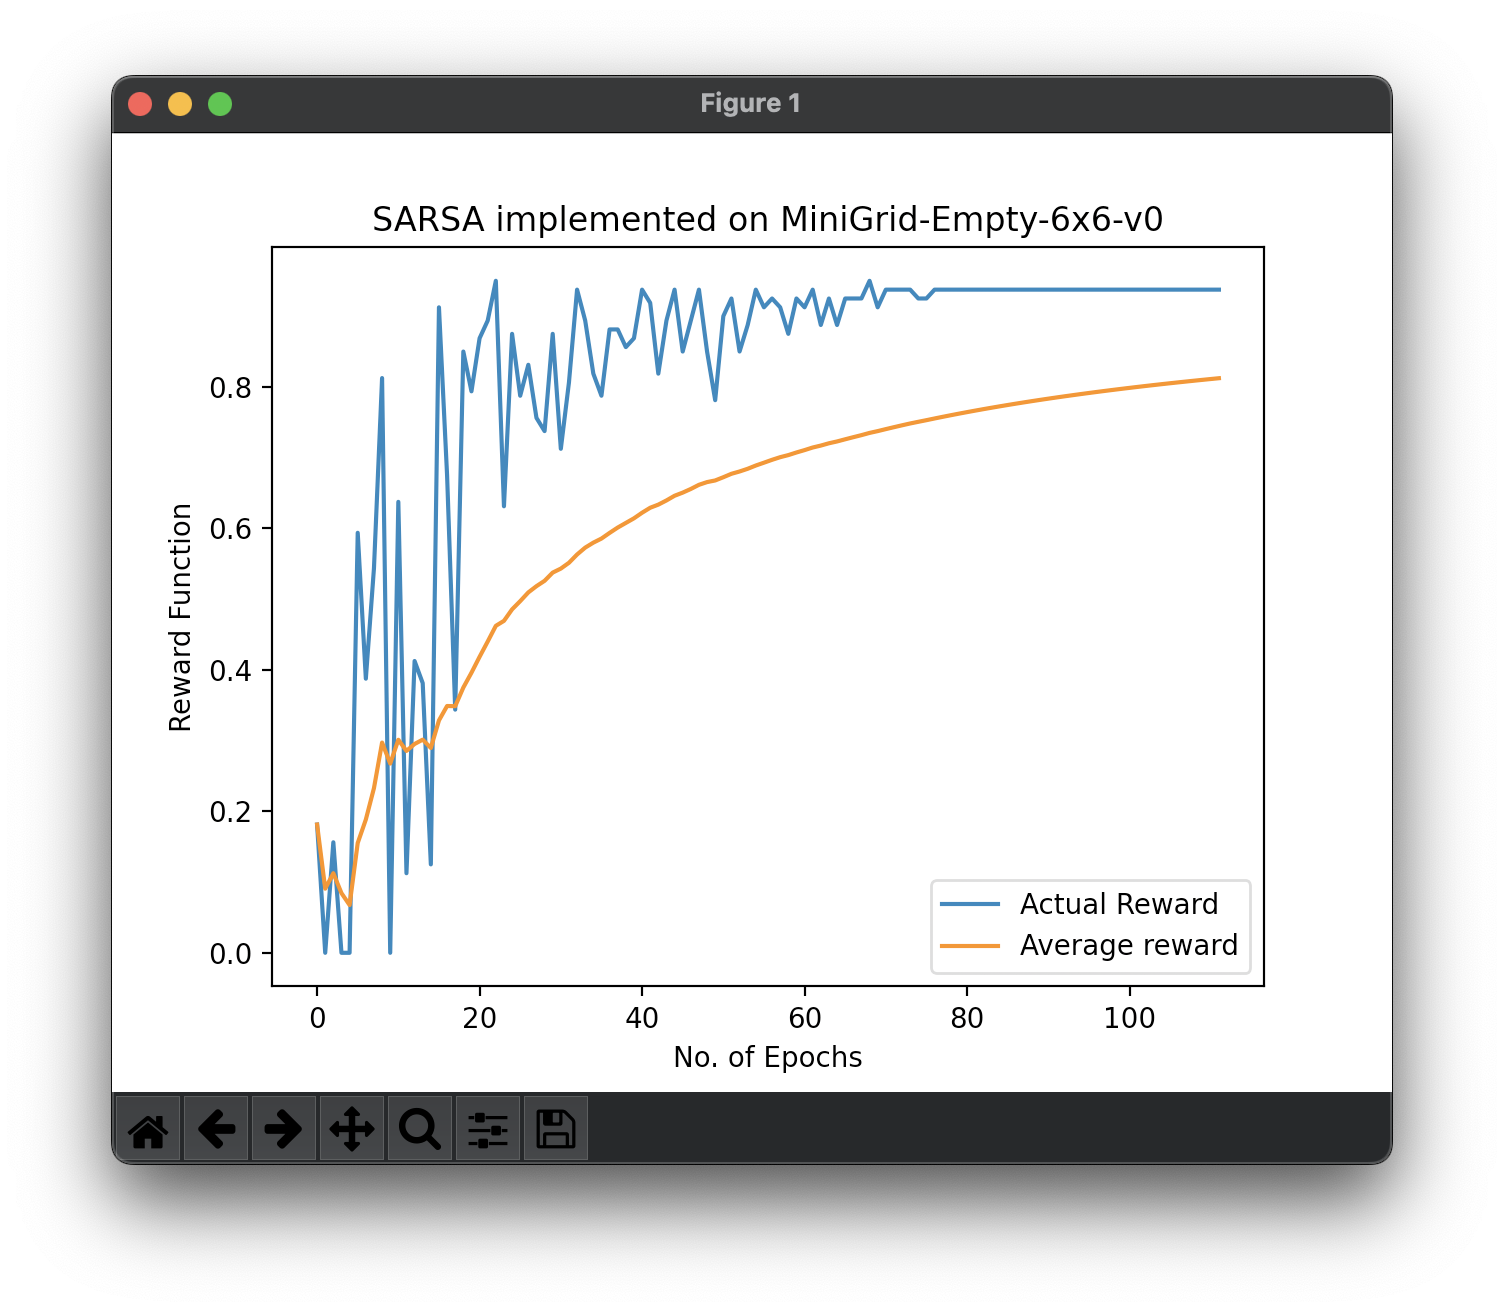 Figure 1
SARSA implemented on MiniGrid-Empty-6x6-v0
Reward Function
0.8
0.6
0.4
0.2
0.0
0 20 40 60 80 100
No. of Epochs
Actual Reward
Average reward